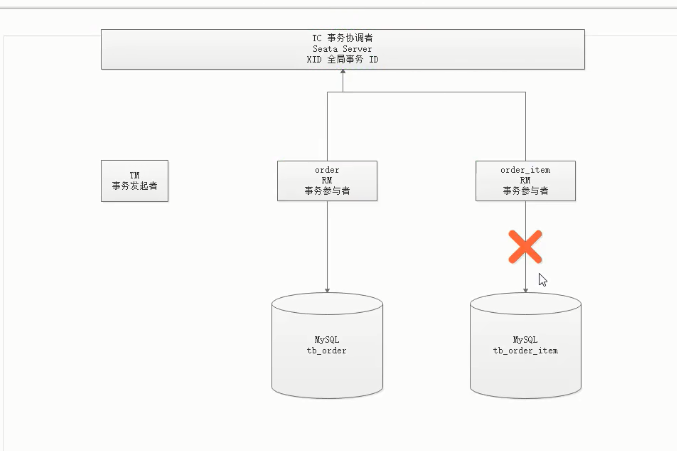 TC 事务协调者
Seata Server
XID 全局事务 ID
TM
事务发起者
order
RM
事务参与者
order_item
RM
事务参与者
MySQL
tb_order
MySQL
tb_order_item